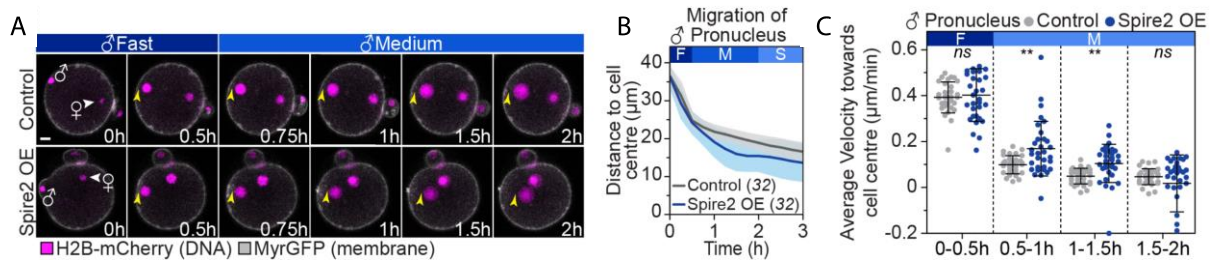 A
♂Fast
♂Medium
Control
♂
♀
0h
0.5h
0.75h
1h
1.5h
2h
Spire2 OE
♂
♀
0h
0.5h
0.75h
1h
1.5h
2h
H2B-mCherry (DNA) MyrGFP (membrane)
B
Migration of
♂ Pronucleus
F M S
Distance to cell
centre (µm)
40
30
20
10
0
Control (32)
Spire2 OE (32)
0 1 2 3
Time (h)
C
♂ Pronucleus Control Spire2 OE
F M
ns ** ** ns
Average Velocity towards
cell centre (µm/min)
0.6
0.4
0.2
0
-0.2
0-0.5h 0.5-1h 1-1.5h 1.5-2h